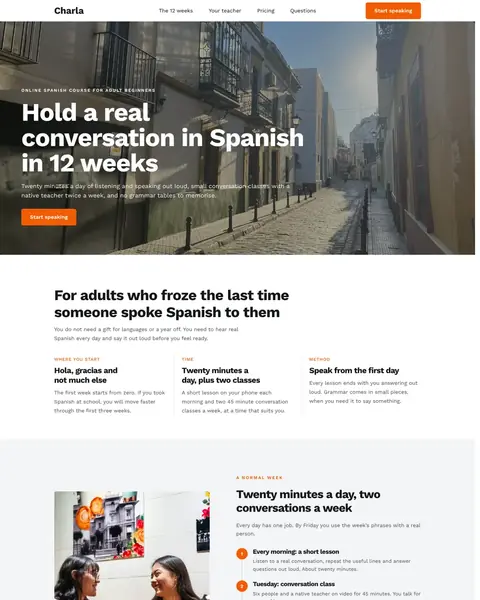 Charla
The 12 weeks
Your teacher
Pricing
Questions
Start speaking
ONLINE SPANISH COURSE FOR ADULT BEGINNERS
Hold a real
conversation in Spanish
in 12 weeks
Twenty minutes a day of listening and speaking out loud, small conversation classes with a
native teacher twice a week, and no grammar tables to memorise.
Start speaking
For adults who froze the last time
someone spoke Spanish to them
You do not need a gift for languages or a year off. You need to hear real
Spanish every day and say it out loud before you feel ready.
WHERE YOU START
Hola, gracias and
not much else
The first week starts from zero. If you took
Spanish at school, you will move faster
through the first three weeks.
TIME
Twenty minutes a
day, plus two classes
A short lesson on your phone each
morning and two 45 minute conversation
classes a week, at a time that suits you
METHOD
Speak from the first day
Every lesson ends with you answering out
loud. Grammar comes in small pieces,
when you need it to say something.
A NORMAL WEEK
Twenty minutes a day, two
conversations a week
Every day has one job. By Friday you use the week's phrases with a real
person.
1
Every morning: a short lesson
Listen to a real conversation, repeat the useful lines and answer
questions out loud. About twenty minutes.
2
Tuesday: conversation class
Six people and a native teacher on video for 45 minutes. You talk for